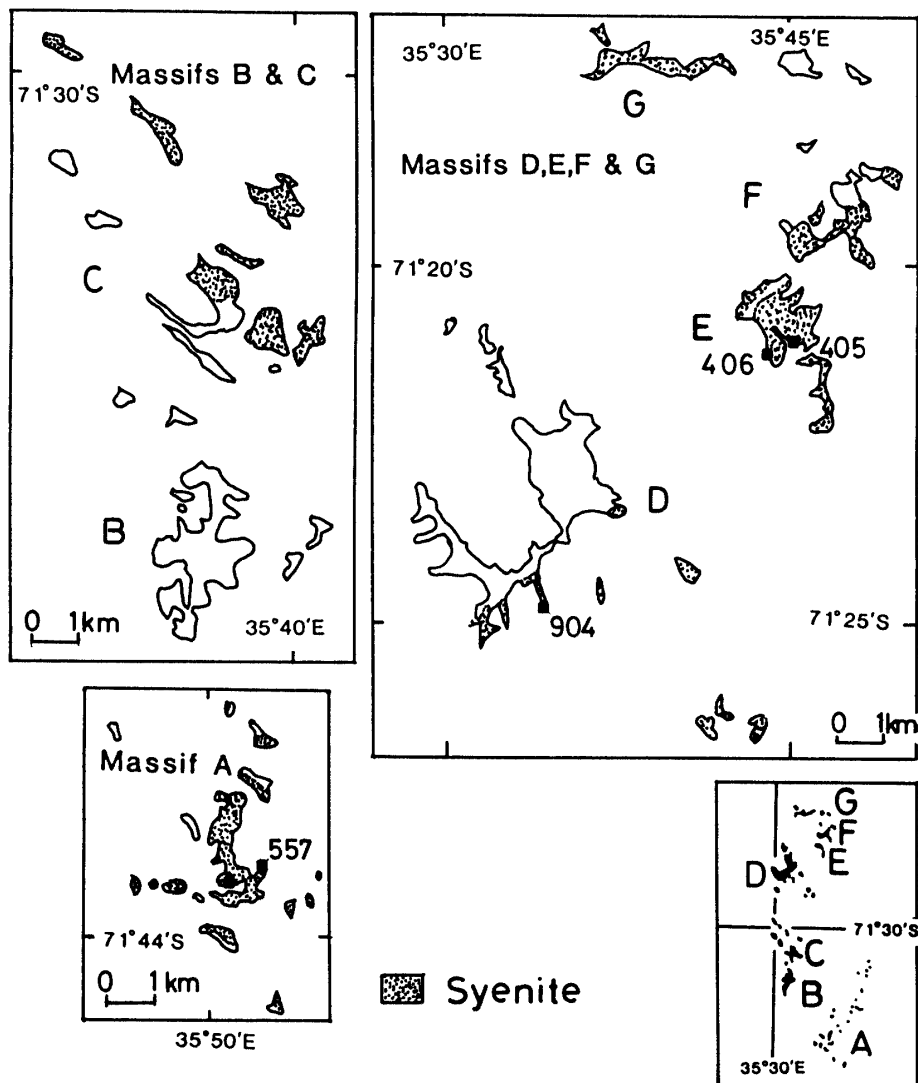 Massifs B & C
71°30'S
C
B
0 1km
35°40'E
35°30'E
35°45'E
G
Massifs D,E,F & G
F
71°20'S
E
406
405
D
904
71°25'S
0 1km
Massif A
557
71°44'S
0 1km
35°50'E
Syenite
G
F
E
D
71°30'S
C
B
A
35°30'E